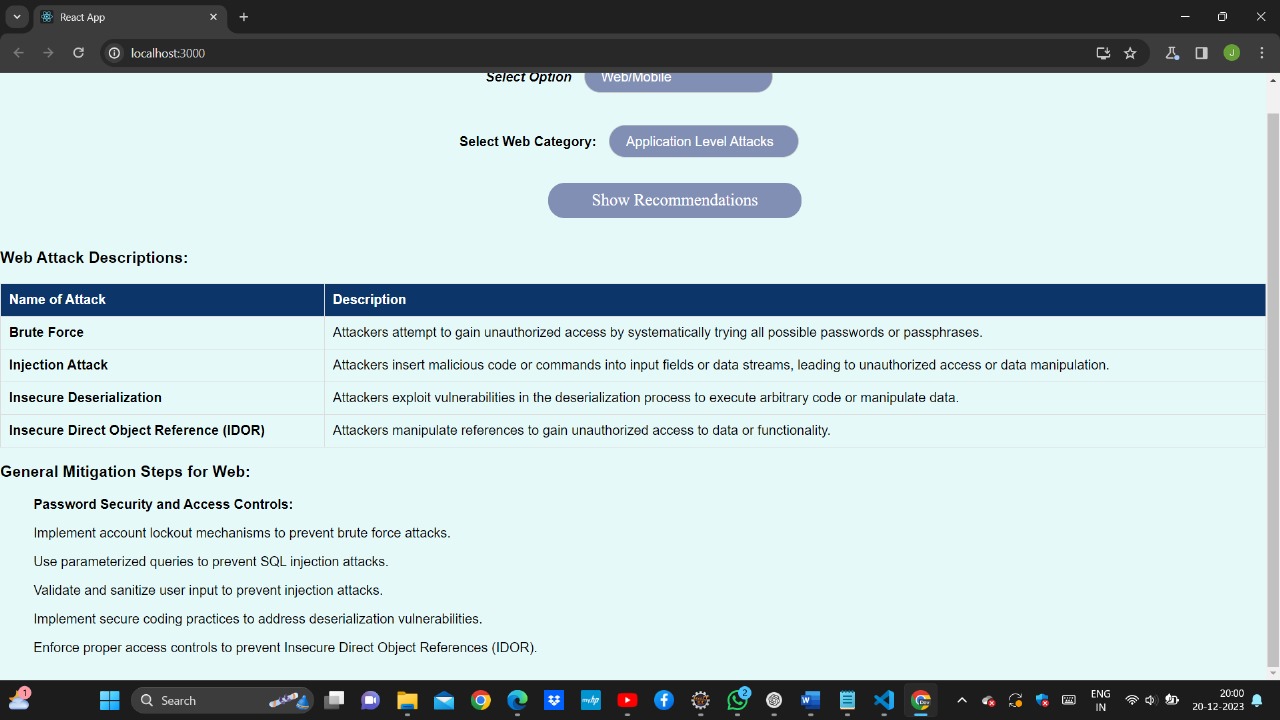 React App
localhost:3000
J
Select Option Web/Mobile
Select Web Category: Application Level Attacks
Show Recommendations
Web Attack Descriptions:
Name of Attack Description
Brute Force Attackers attempt to gain unauthorized access by systematically trying all possible passwords or passphrases.
Injection Attack Attackers insert malicious code or commands into input fields or data streams, leading to unauthorized access or data manipulation.
Insecure Deserialization Attackers exploit vulnerabilities in the deserialization process to execute arbitrary code or manipulate data.
Insecure Direct Object Reference (IDOR) Attackers manipulate references to gain unauthorized access to data or functionality.
General Mitigation Steps for Web:
Password Security and Access Controls:
Implement account lockout mechanisms to prevent brute force attacks.
Use parameterized queries to prevent SQL injection attacks.
Validate and sanitize user input to prevent injection attacks.
Implement secure coding practices to address deserialization vulnerabilities.
Enforce proper access controls to prevent Insecure Direct Object References (IDOR).
1
Search
myhp
2
Dev
ENG
IN
20:00
20-12-2023